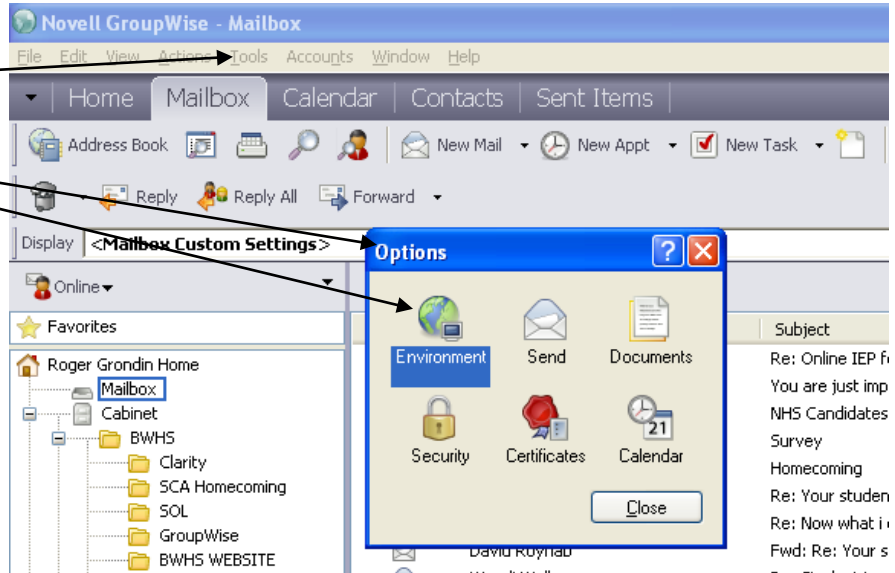 Novell GroupWise - Mailbox
File Edit View Actions Tools Accounts Window Help
Home Mailbox Calendar Contacts Sent Items
Address Book New Mail New Appt New Task
Reply Reply All Forward
Display <Mailbox Custom Settings>
Online
Favorites
Roger Grondin Home
Mailbox
Cabinet
BWHS
Clarity
SCA Homecoming
SOL
GroupWise
BWHS WEBSITE
Options
Environment Send Documents
21
Security Certificates Calendar
Close
Subject
Re: Online IEP
You are just
NHS Candidates
Survey
Homecoming
Re: Your
Re: Now what i
Fwd: Re: Your
David